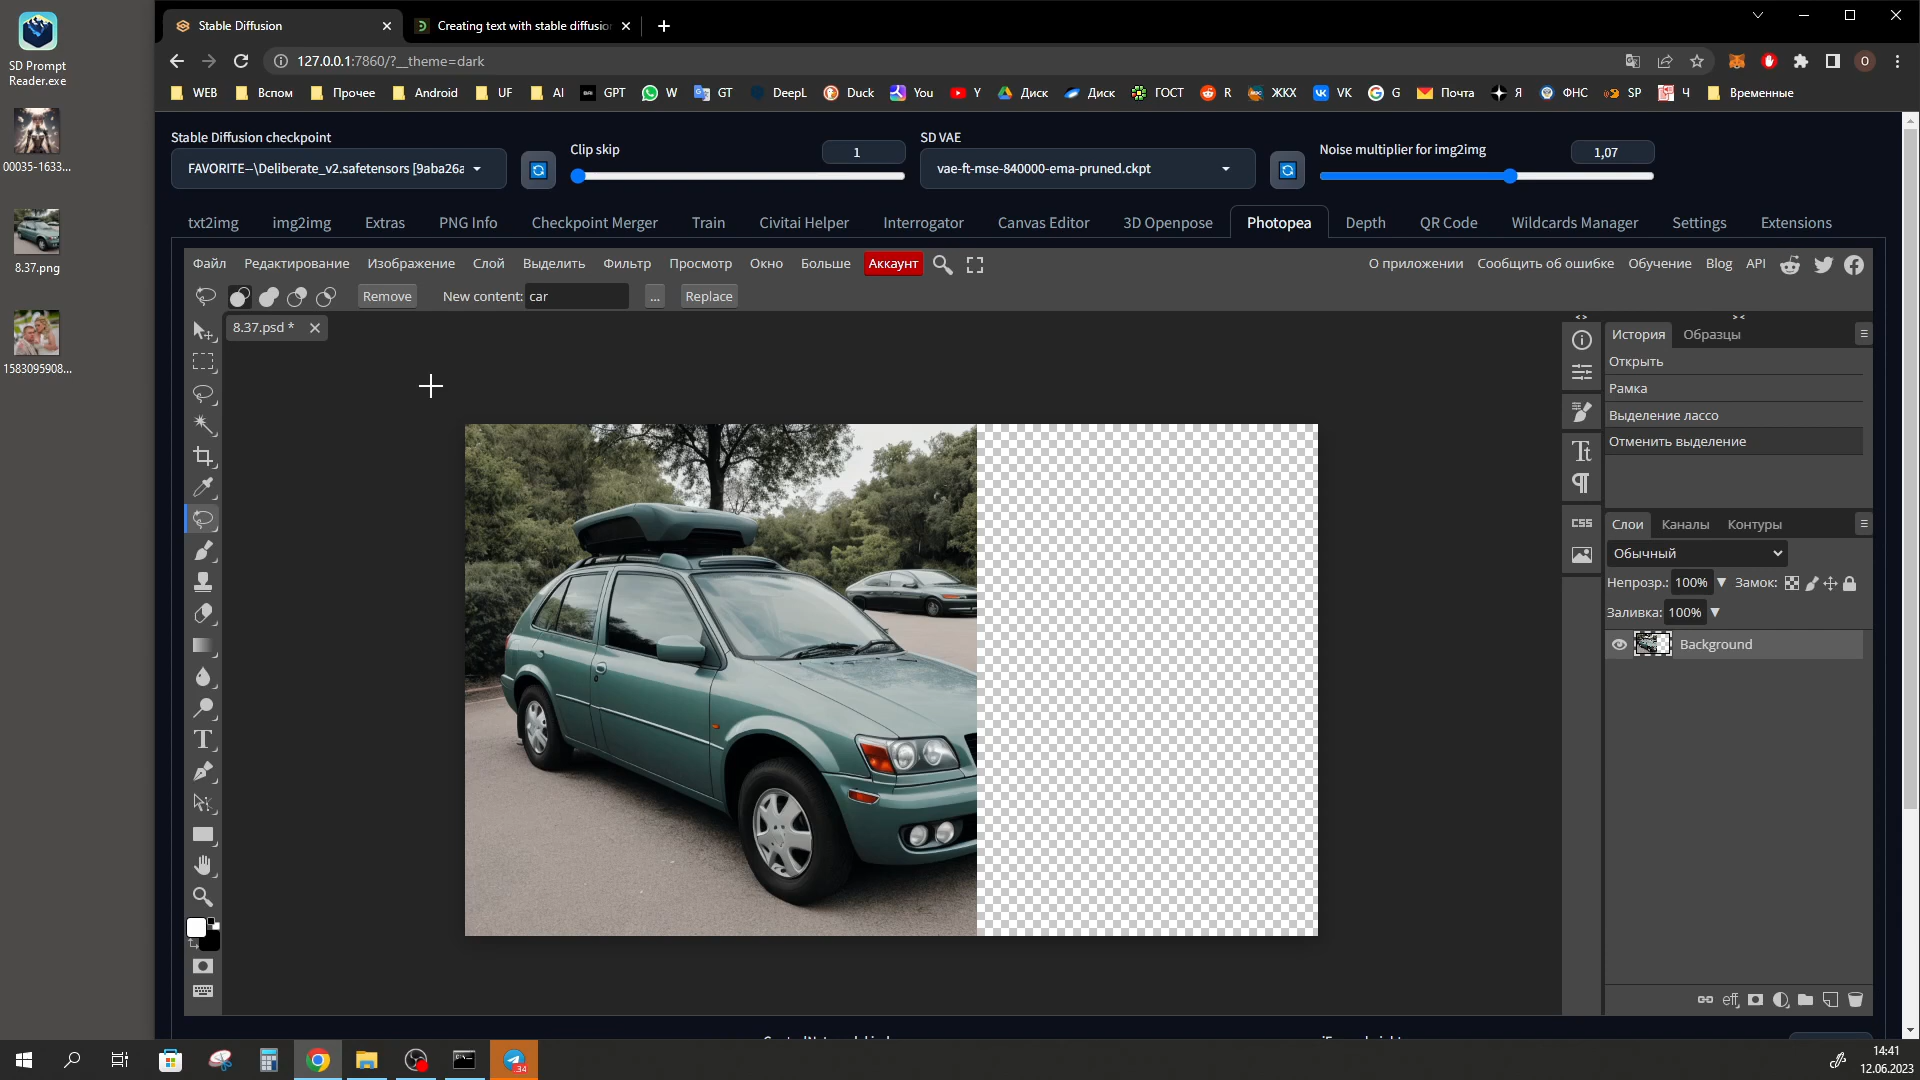 SD Prompt
Reader.exe
00035-1633...
8.37.png
1583095908...
Stable Diffusion
Creating text with stable diffusion
127.0.0.1:7860/?__theme=dark
WEB
Вспом
Прочее
Android
UF
AI
GPT
W
GT
DeepL
Duck
You
Y
Диск
Диск
ГОСТ
R
ЖКХ
VK
G
Почта
Я
ФНС
SP
Ч
Временные
Stable Diffusion checkpoint
FAVORITE--\Deliberate_v2.safetensors [9aba26a
Clip skip
1
SD VAE
vae-ft-mse-840000-ema-pruned.ckpt
Noise multiplier for img2img
1,07
txt2img
img2img
Extras
PNG Info
Checkpoint Merger
Train
Civitai Helper
Interrogator
Canvas Editor
3D Openpose
Photopea
Depth
QR Code
Wildcards Manager
Settings
Extensions
Файл
Редактирование
Изображение
Слой
Выделить
Фильтр
Просмотр
Окно
Больше
Аккаунт
О приложении
Сообщить об ошибке
Обучение
Blog
API
Remove
New content: car
...
Replace
8.37.psd *
История
Образцы
Открыть
Рамка
Выделение лассо
Отменить выделение
CSS
Слои
Каналы
Контуры
Обычный
Непрозр.: 100%
Замок:
Заливка: 100%
Background
eff
34
14:41
12.06.2023